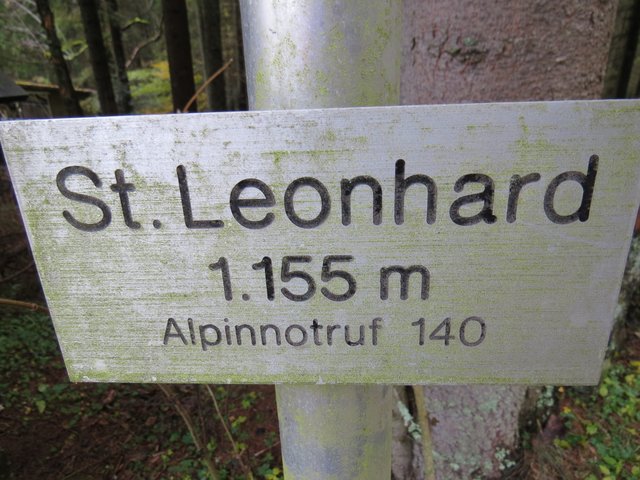 St. Leonhard
1.155 m
Alpinnotruf 140